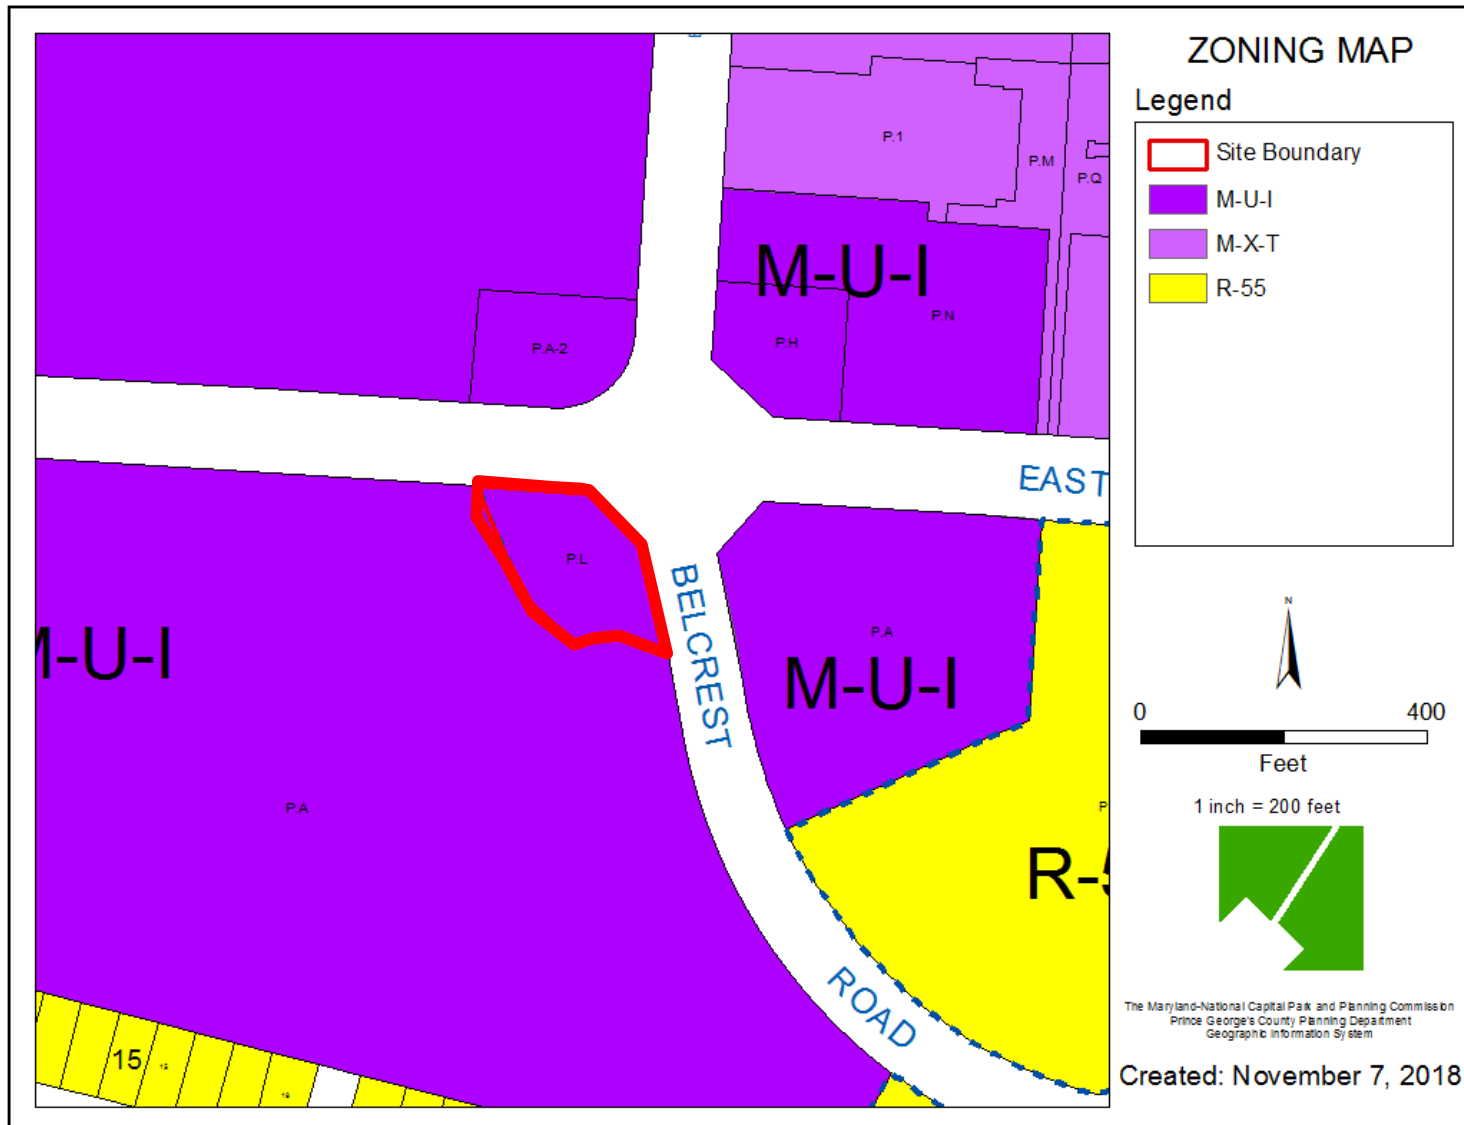 ZONING MAP
Legend
Site Boundary
M-U-I
M-X-T
R-55
P.1
P.M
P.Q
M-U-I
P.N
P.H
P.A-2
EAST
P.L
BELCREST
P.A
M-U-I
M-U-I
P.A
P
R-5
ROAD
15
15
16
N
0 400
Feet
1 inch = 200 feet
The Maryland-National Capital Park and Planning Commission
Prince George's County Planning Department
Geographic Information System
Created: November 7, 2018